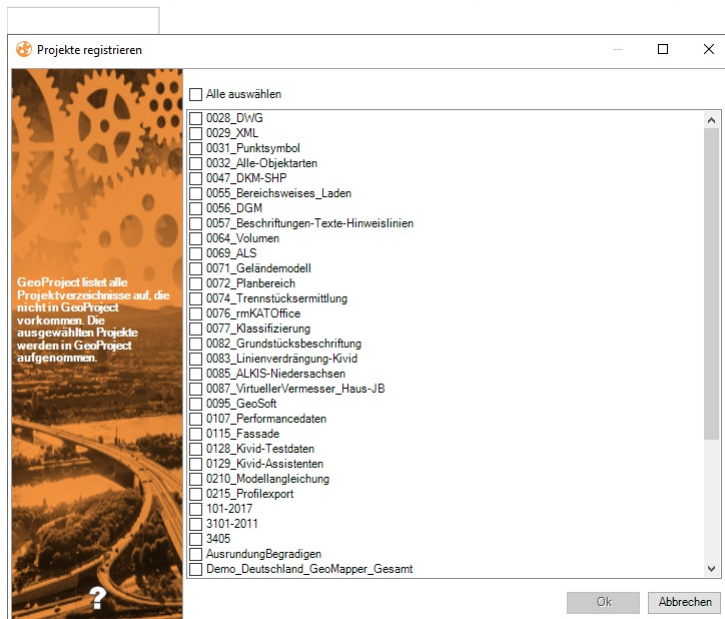 Projekte registrieren
Alle auswählen
GeoProject listet alle
Projektverzeichnisse auf, die
nicht in GeoProject
vorkommen. Die
ausgewählten Projekte
werden in GeoProject
aufgenommen.
?
0028_DWG
0029_XML
0031_Punktsymbol
0032_Alle-Objektarten
0047_DKM-SHP
0055_Bereichsweises_Laden
0056_DGM
0057_Beschriftungen-Texte-Hinweislinien
0064_Volumen
0069_ALS
0071_Geländemodell
0072_Planbereich
0074_Trennstücksermittlung
0076_rmKATOffice
0077_Klassifizierung
0082_Grundstücksbeschriftung
0083_Linienverdrängung-Kivid
0085_ALKIS-Niedersachsen
0087_VirtuellerVermesser_Haus-JB
0095_GeoSoft
0107_Performancedaten
0115_Fassade
0128_Kivid-Testdaten
0129_Kivid-Assistenten
0210_Modellangleichung
0215_Profilexport
101-2017
3101-2011
3405
AusrundungBegradigen
Demo_Deutschland_GeoMapper_Gesamt
Ok
Abbrechen